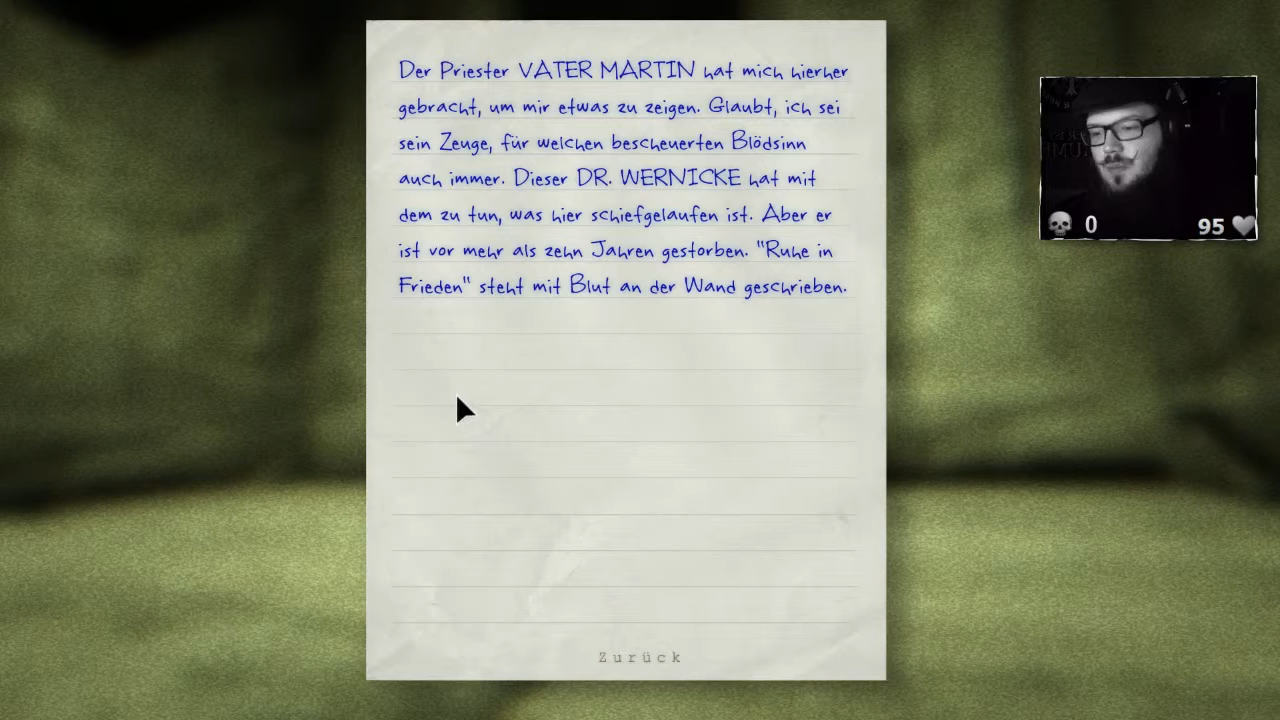 Der Priester VATER MARTIN hat mich hierher
gebracht, um mir etwas zu zeigen. Glaubt, ich sei
sein Zeuge, für welchen bescheuerten Blödsinn
auch immer. Dieser DR. WERNICKE hat mit
dem zu tun, was hier schiefgelaufen ist. Aber er
ist vor mehr als zehn Jahren gestorben. "Ruhe in
Frieden" steht mit Blut an der Wand geschrieben.
Zurück
0
95